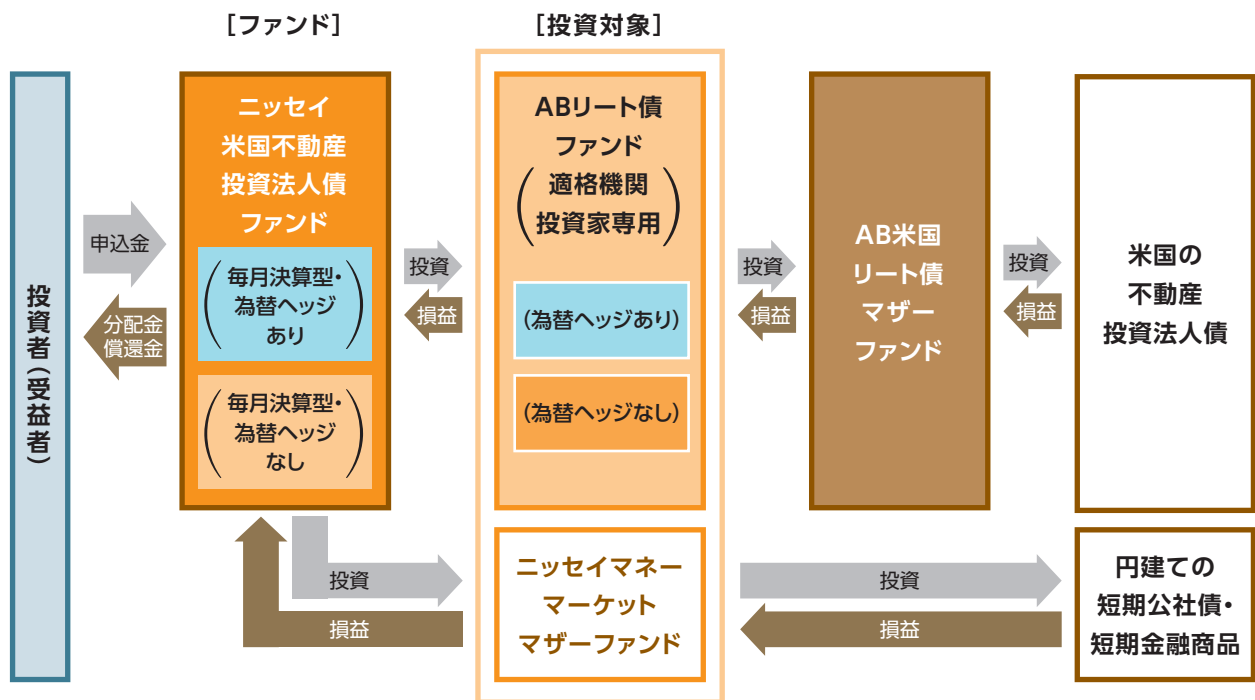 ［ファンド］
［投資対象］
投資者（受益者）
申込金
分配金
償還金
ニッセイ
米国不動産
投資法人債
ファンド
（毎月決算型・
為替ヘッジ
あり）
（毎月決算型・
為替ヘッジ
なし）
投資
損益
ABリート債
ファンド
（適格機関
投資家専用）
（為替ヘッジあり）
（為替ヘッジなし）
投資
損益
AB米国
リート債
マザー
ファンド
投資
損益
米国の
不動産
投資法人債
投資
損益
ニッセイマネー
マーケット
マザーファンド
投資
損益
円建ての
短期公社債・
短期金融商品